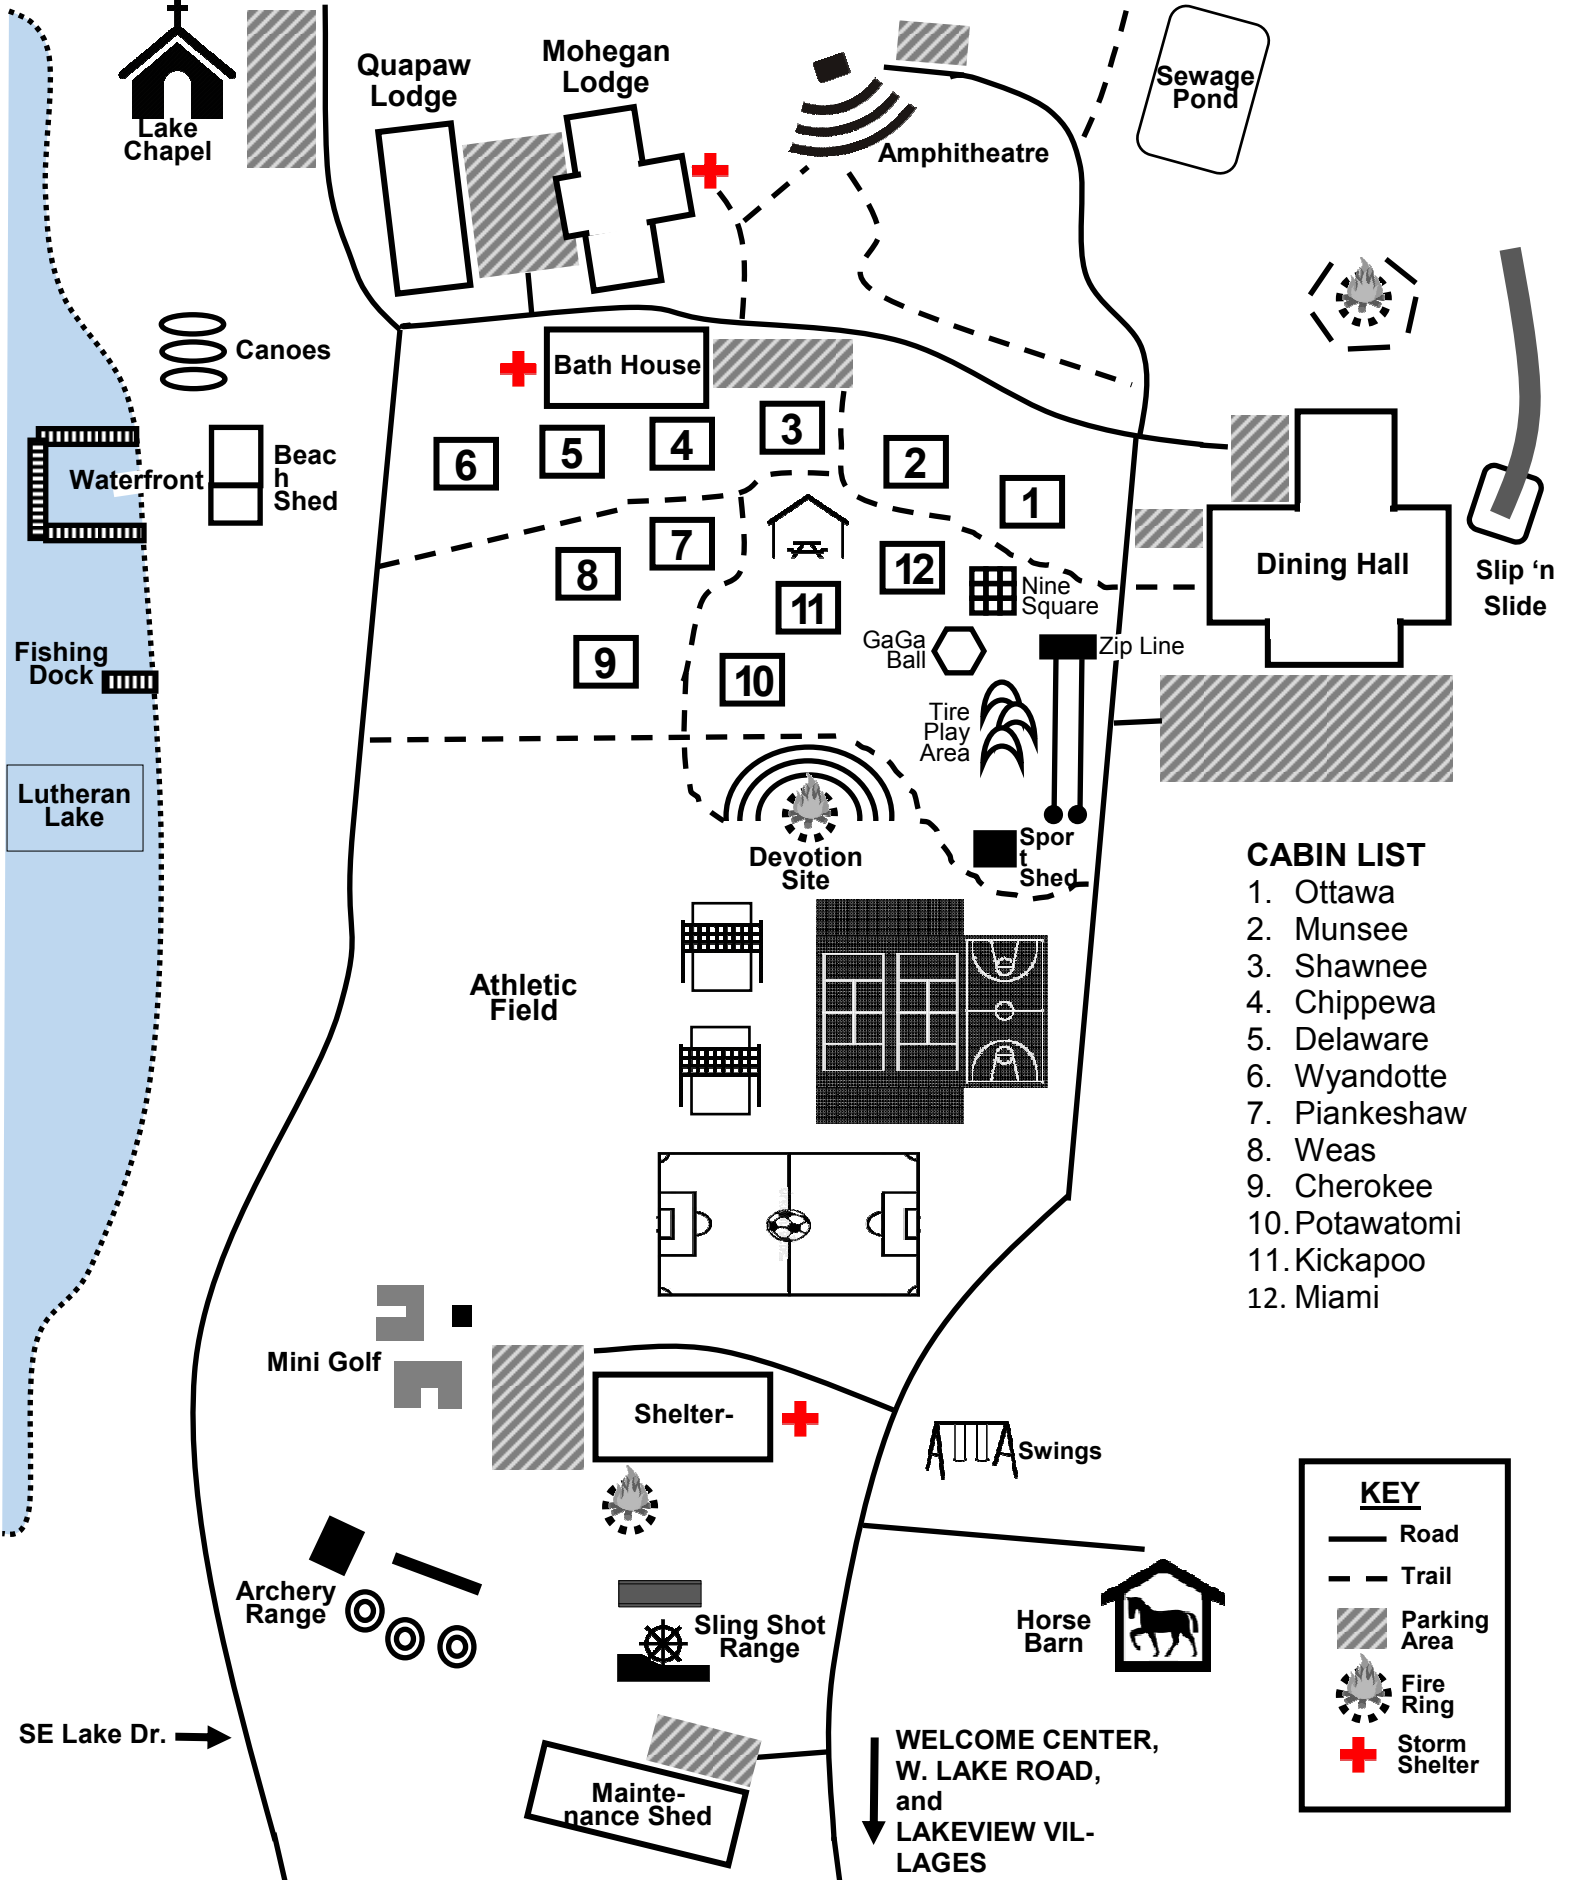 Quapaw
Lodge
Mohegan
Lodge
Sewage
Pond
Lake
Chapel
Amphitheatre
Canoes
Bath House
Waterfront
Beac
h
Shed
1
2
3
4
5
6
7
8
9
10
11
12
Nine
Square
Dining Hall
Slip ‘n
Slide
GaGa
Ball
Zip Line
Fishing
Dock
Tire
Play
Area
Lutheran
Lake
Spor
t
Shed
Devotion
Site
Athletic
Field
CABIN LIST
1. Ottawa
2. Munsee
3. Shawnee
4. Chippewa
5. Delaware
6. Wyandotte
7. Piankeshaw
8. Weas
9. Cherokee
10. Potawatomi
11. Kickapoo
12. Miami
Mini Golf
Shelter-
Swings
Archery
Range
Sling Shot
Range
Horse
Barn
SE Lake Dr.
Mainte-
nance Shed
WELCOME CENTER,
W. LAKE ROAD,
and
LAKEVIEW VIL-
LAGES
KEY
Road
Trail
Parking
Area
Fire
Ring
Storm
Shelter